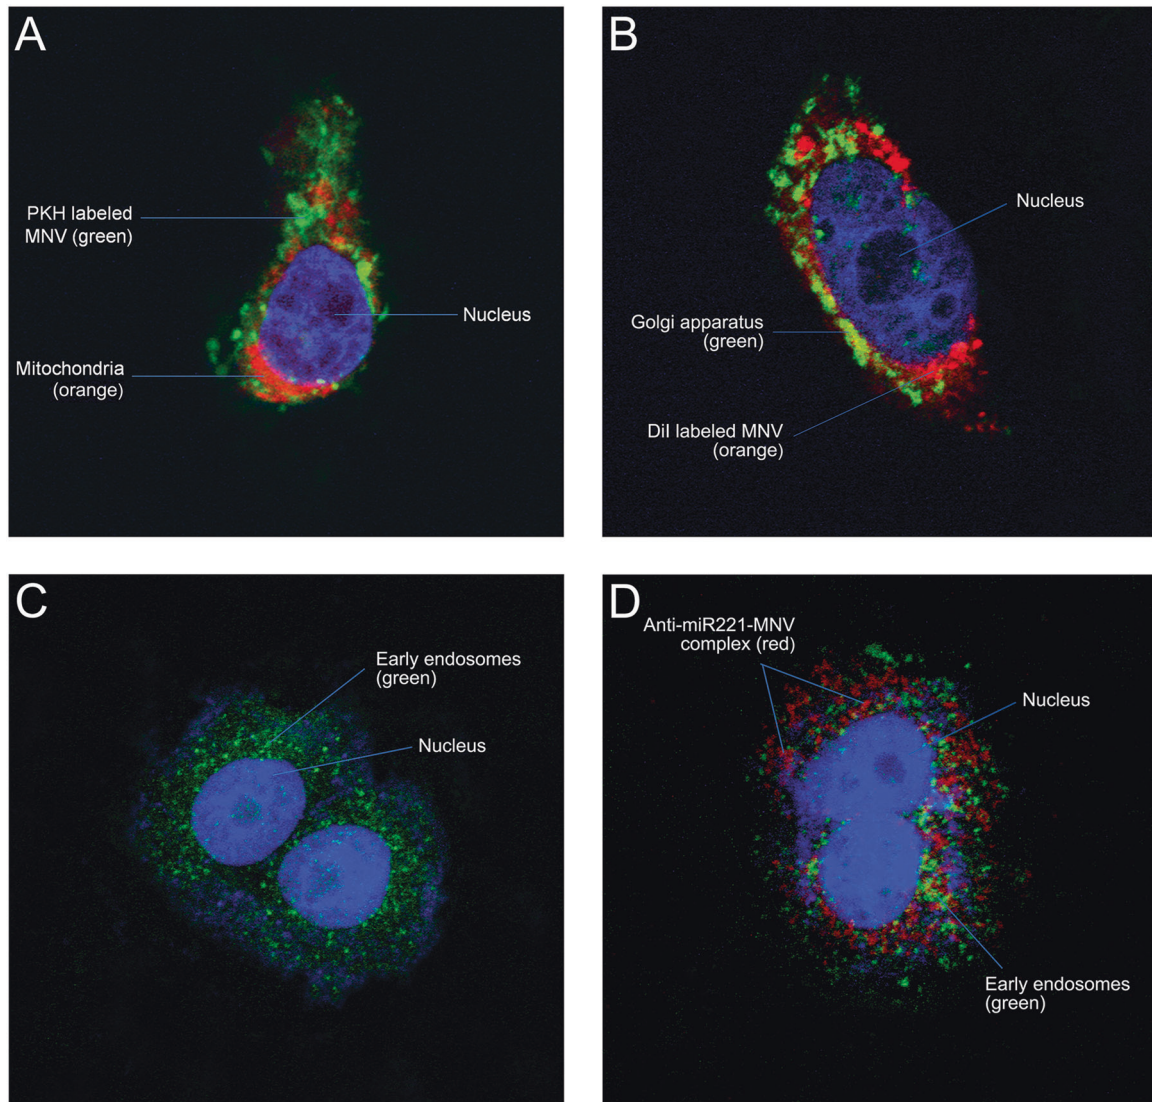 A
PKH labeled
MNV (green)
Nucleus
Mitochondria
(orange)
B
Nucleus
Golgi apparatus
(green)
DiI labeled MNV
(orange)
C
Early endosomes
(green)
Nucleus
D
Anti-miR221-MNV
complex (red)
Nucleus
Early endosomes
(green)